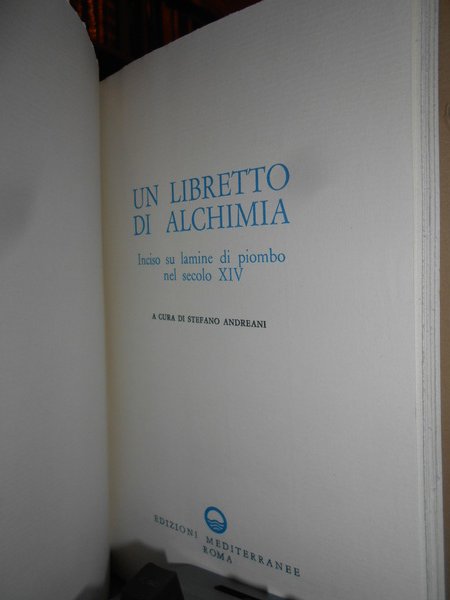 UN LIBRETTO
DI ALCHIMIA
Inciso su lamine di piombo
nel secolo XIV
A CURA DI STEFANO ANDREANI
EDIZIONI MEDITERRANEE
ROMA